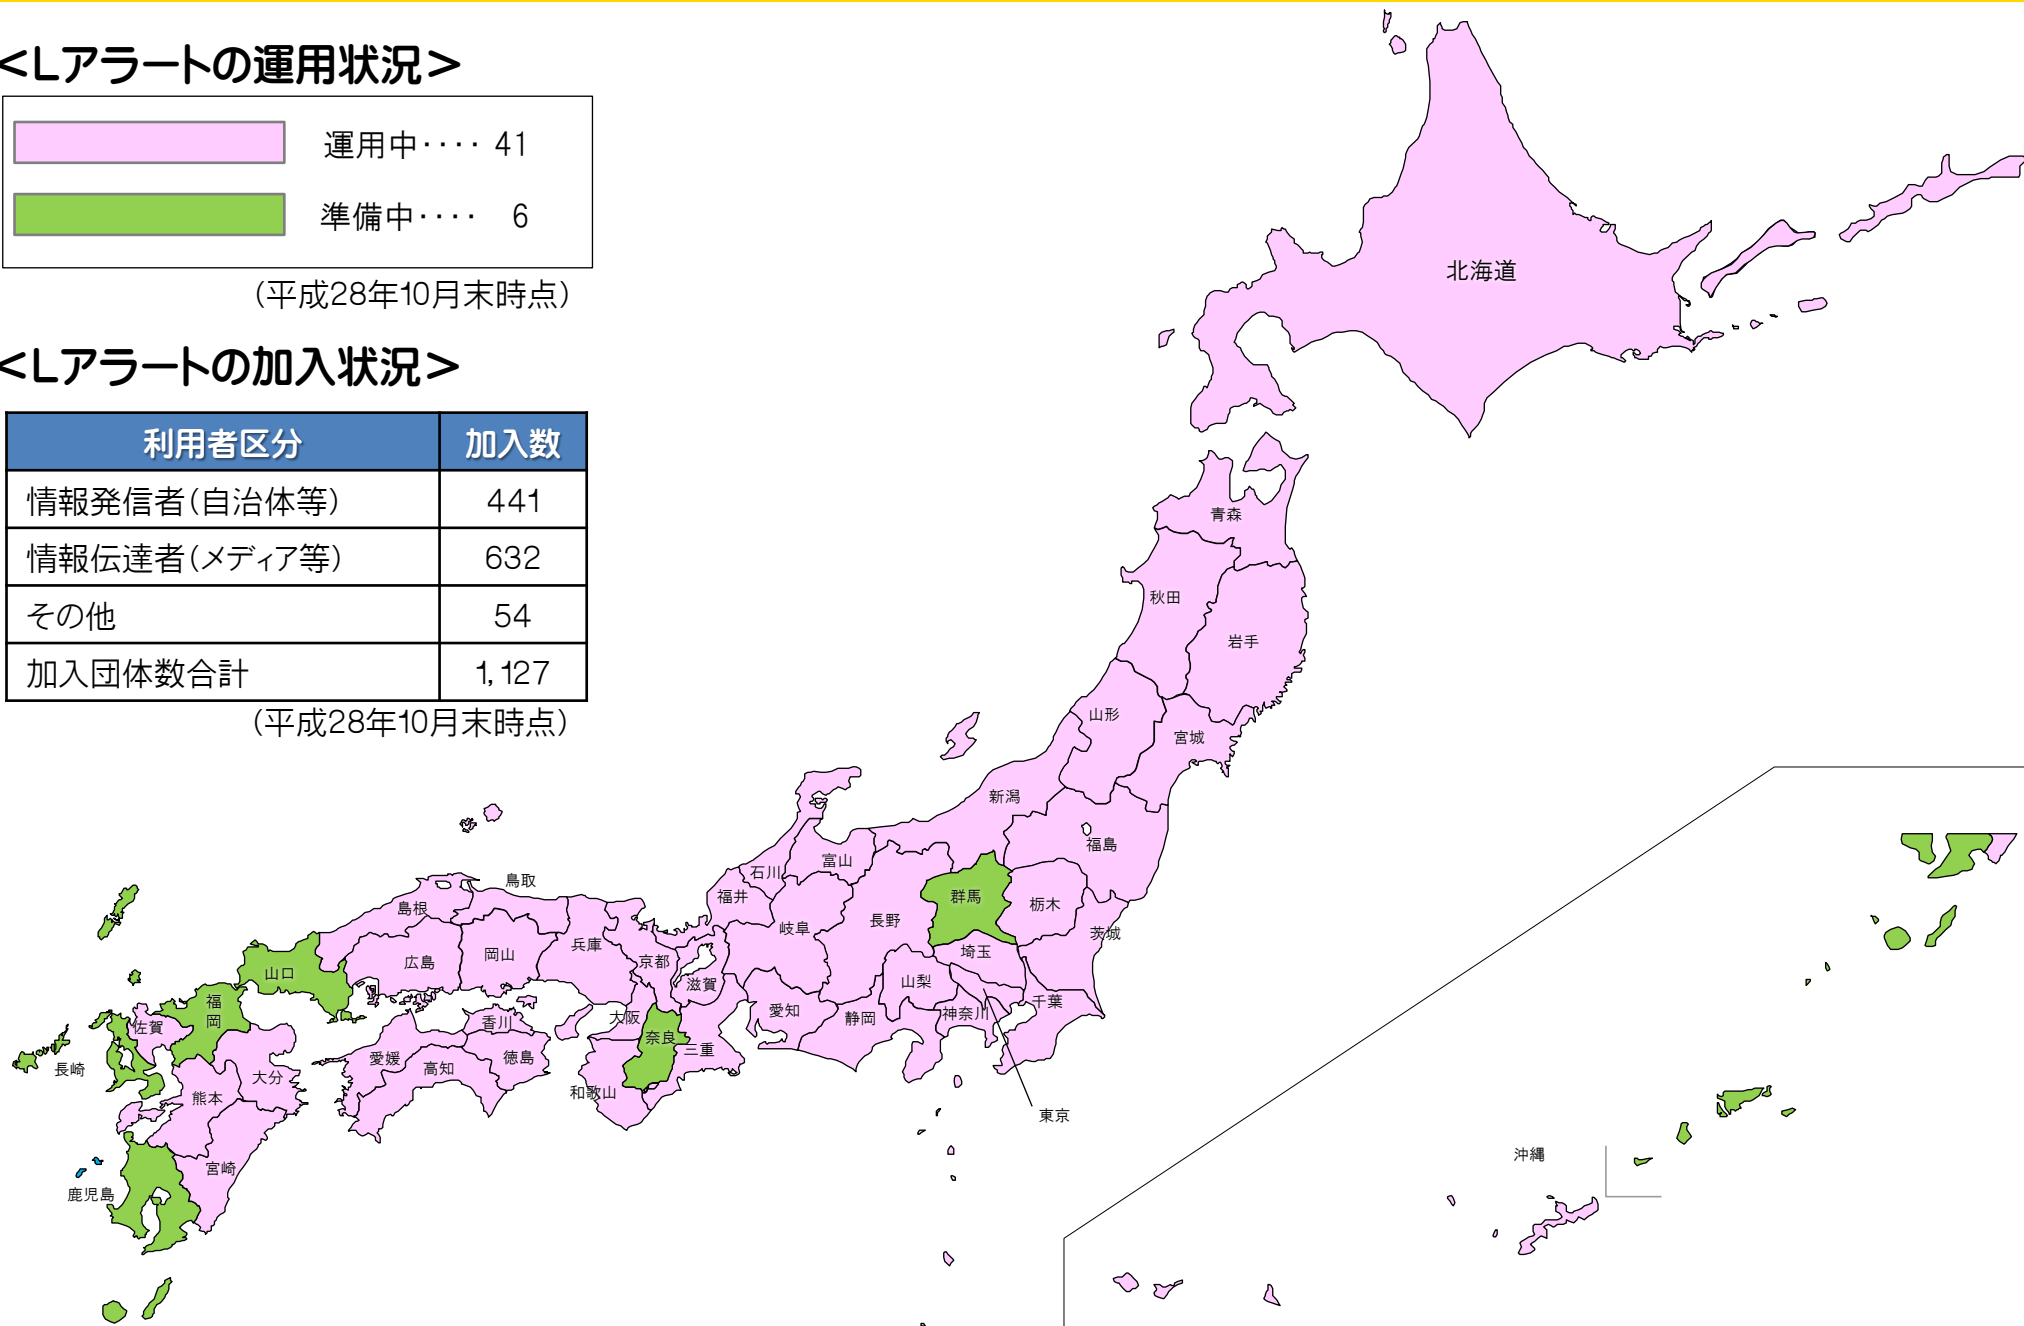 <Lアラートの運用状況>
運用中‥‥ 41
準備中‥‥ 6
(平成28年10月末時点)
<Lアラートの加入状況>
利用者区分 加入数
情報発信者(自治体等) 441
情報伝達者(メディア等) 632
その他 54
加入団体数合計 1,127
(平成28年10月末時点)
北海道
青森
秋田
岩手
山形
宮城
新潟
福島
富山
石川
鳥取
群馬
福井
栃木
島根
長野
岐阜
茨城
兵庫
埼玉
岡山
広島
京都
山口
山梨
滋賀
福岡
千葉
愛知
神奈川
大阪
静岡
香川
佐賀
奈良
三重
徳島
愛媛
高知
長崎
大分
和歌山
熊本
東京
沖縄
宮崎
鹿児島